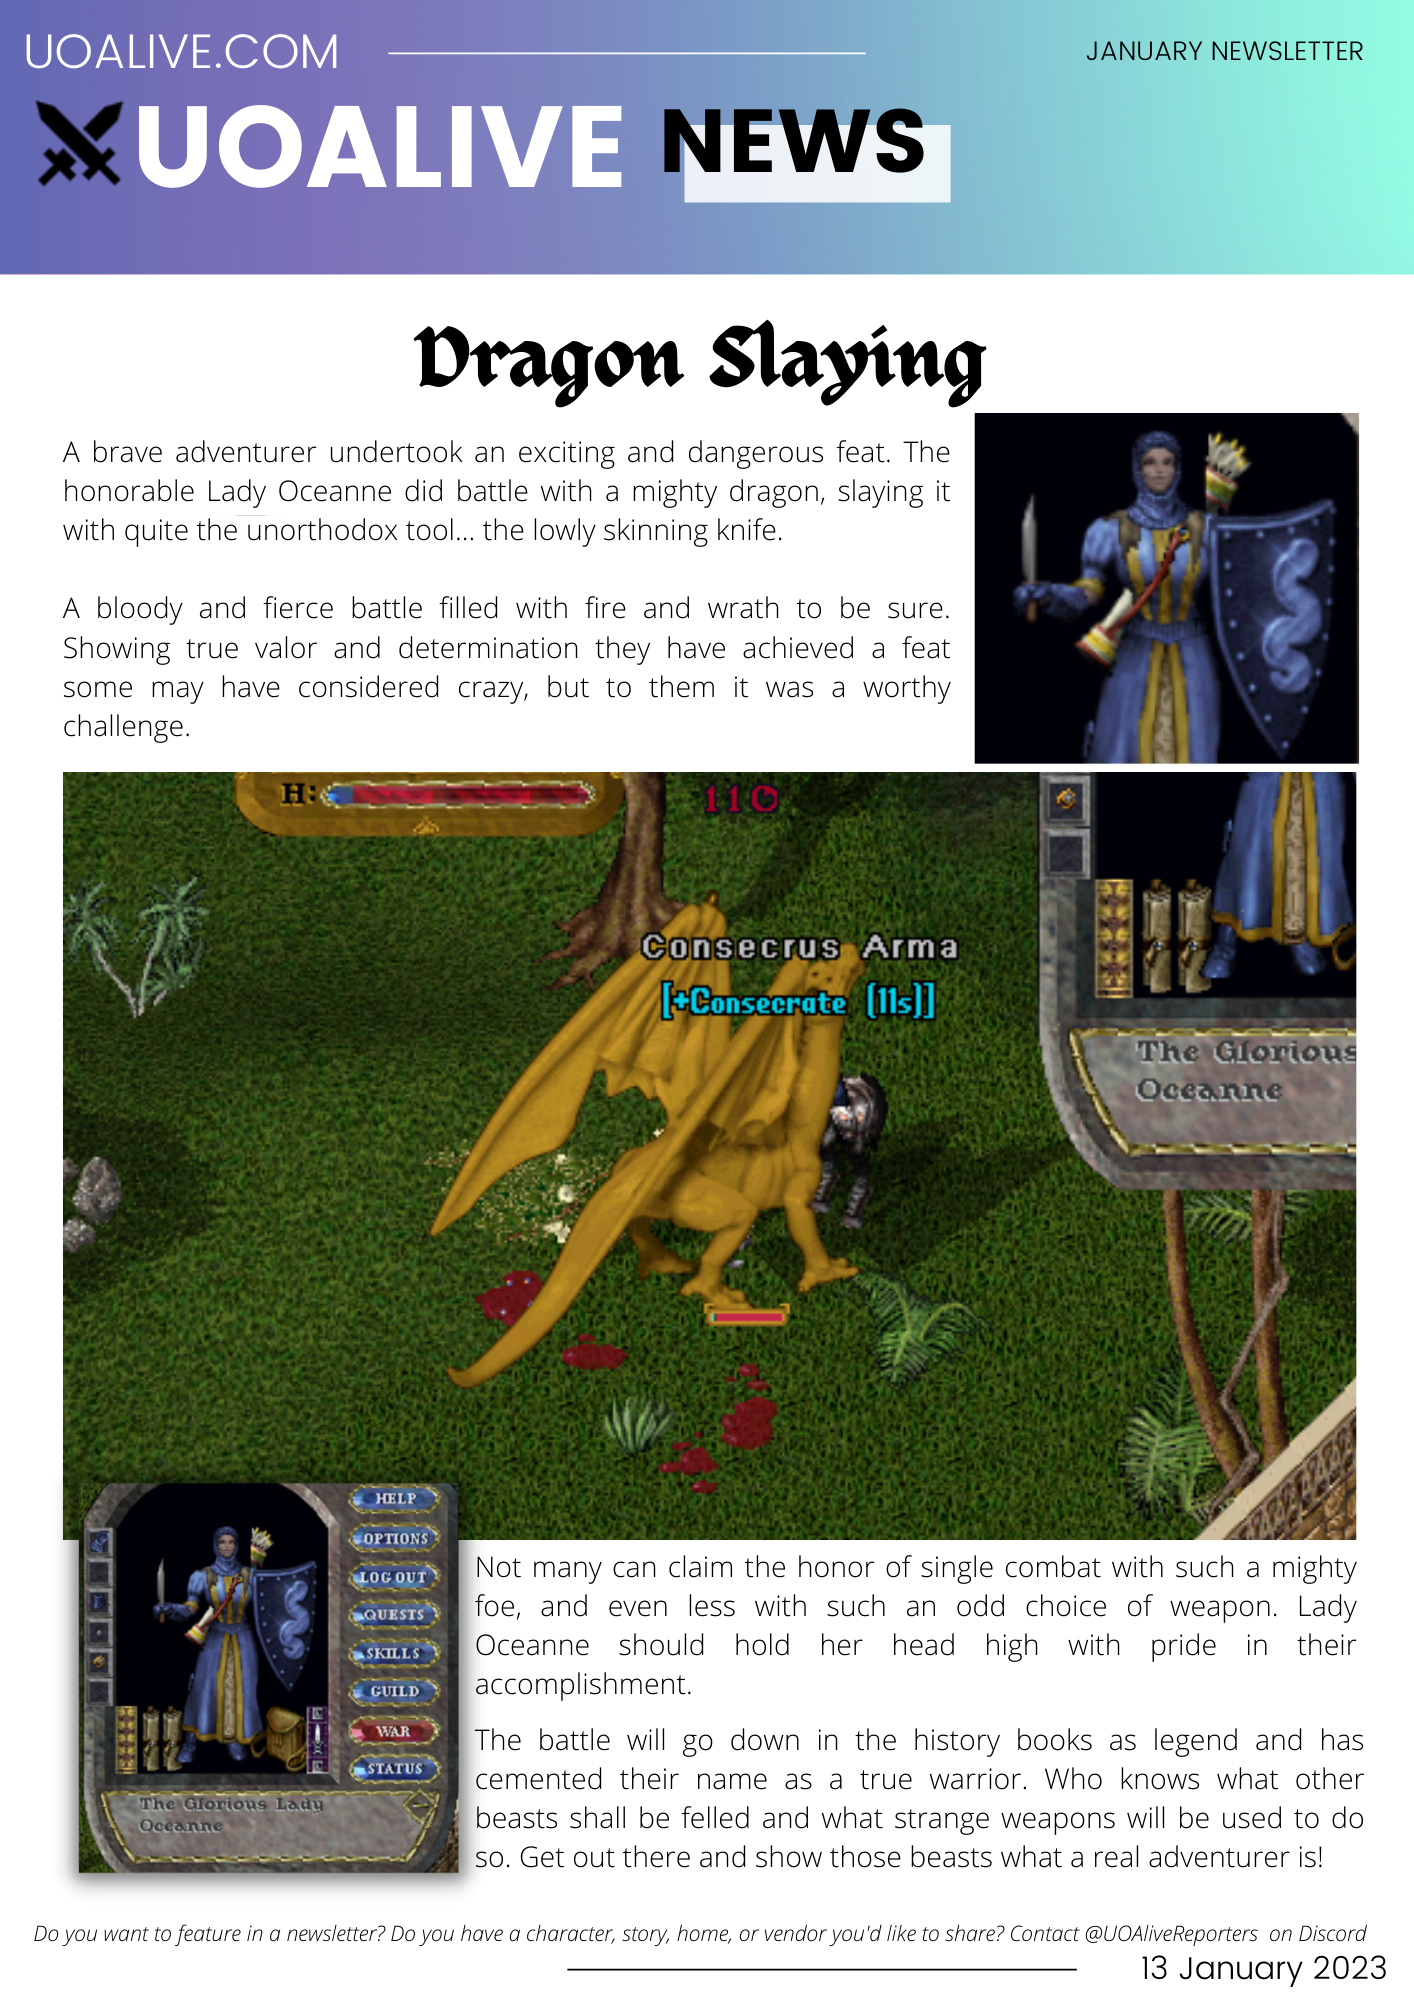 UOALIVE.COM
JANUARY NEWSLETTER
UOALIVE NEWS
Dragon Slaying
A brave adventurer undertook an exciting and dangerous feat. The
honorable Lady Oceanne did battle with a mighty dragon, slaying it
with quite the unorthodox tool... the lowly skinning knife.
A bloody and fierce battle filled with fire and wrath to be sure.
Showing true valor and determination they have achieved a feat
some may have considered crazy, but to them it was a worthy
challenge.
H:
110
Consecrus Arma
[+Consecrate (11s)]
The Glorious
Oceanne
HELP
OPTIONS
LOG OUT
QUESTS
SKILLS
GUILD
WAR
STATUS
The Glorious Lady
Oceanne
Not many can claim the honor of single combat with such a mighty
foe, and even less with such an odd choice of weapon. Lady
Oceanne should hold her head high with pride in their
accomplishment.
The battle will go down in the history books as legend and has
cemented their name as a true warrior. Who knows what other
beasts shall be felled and what strange weapons will be used to do
so. Get out there and show those beasts what a real adventurer is!
Do you want to feature in a newsletter? Do you have a character, story, home, or vendor you'd like to share? Contact @UOAliveReporters on Discord
13 January 2023